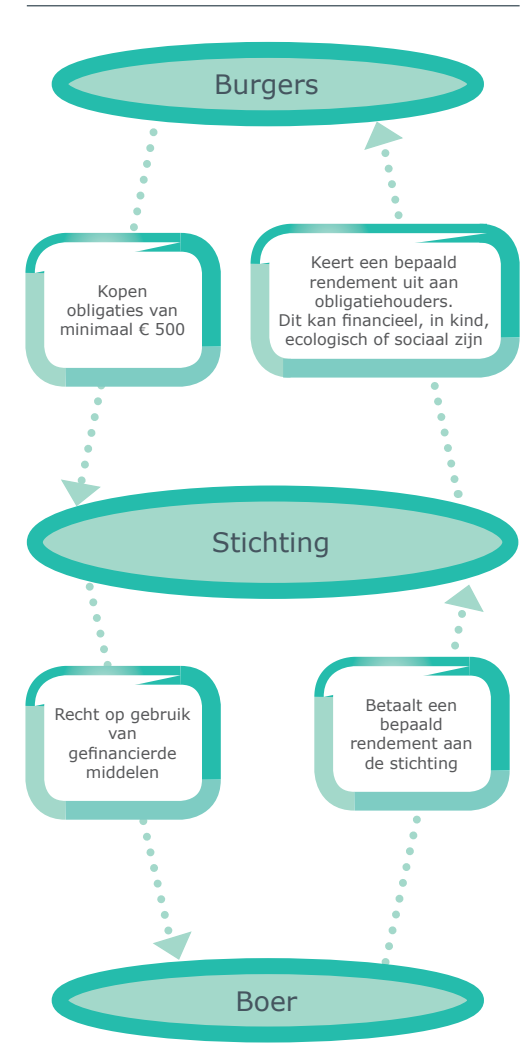 Burgers
Kopen
obligaties van
minimaal € 500
Keert een bepaald
rendement uit aan
obligatiehouders.
Dit kan financieel, in kind,
ecologisch of sociaal zijn
Stichting
Recht op gebruik
van
gefinancierde
middelen
Betaalt een
bepaald
rendement aan
de stichting
Boer